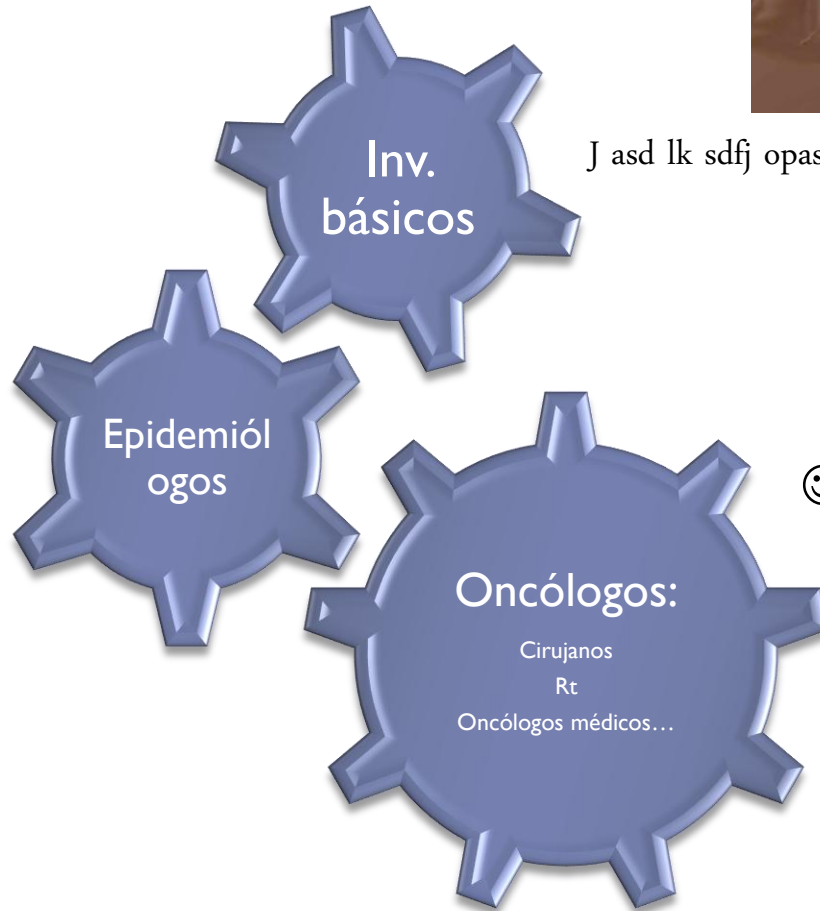 Inv.
básicos
J asd lk sdfj opas
Epidemiól
ogos
Oncólogos:
Cirujanos
Rt
Oncólogos médicos…